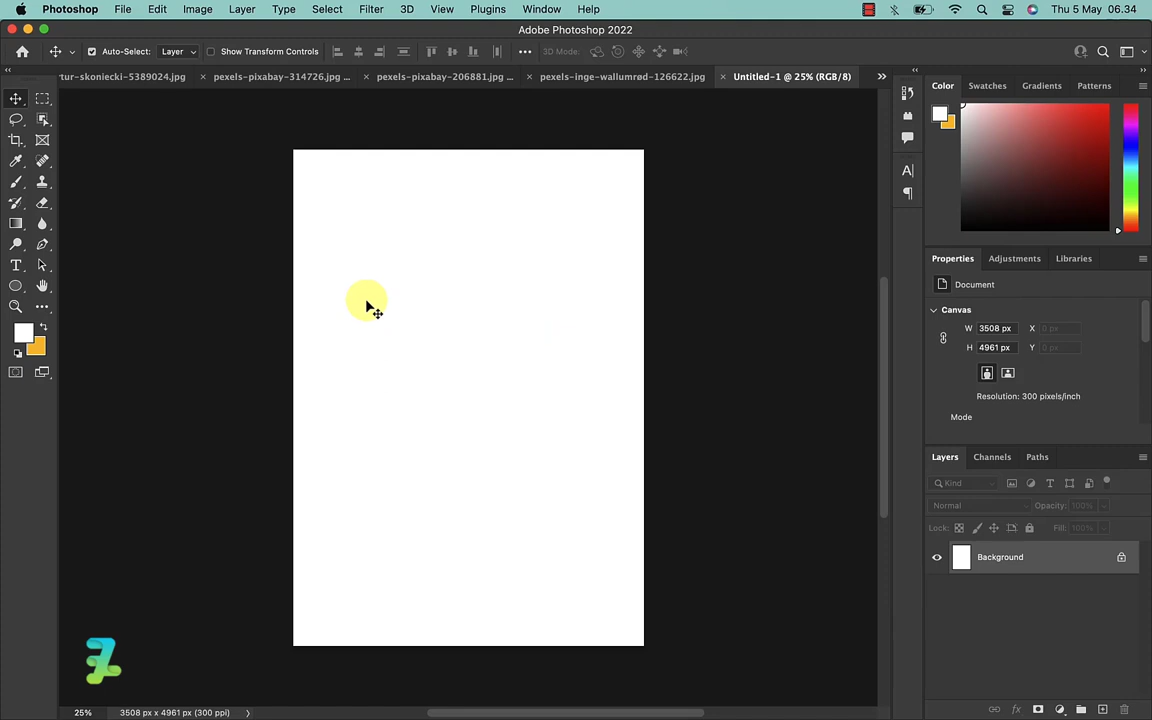 Photoshop File Edit Image Layer Type Select Filter 3D View Plugins Window Help Thu 5 May 06.34
Adobe Photoshop 2022
Auto-Select: Layer Show Transform Controls 3D Mode:
tur-skoniecki-5389024.jpg pexels-pixabay-314726.jpg ... pexels-pixabay-206881.jpg ... pexels-inge-wallumrød-126622.jpg Untitled-1 @ 25% (RGB/8)
Color Swatches Gradients Patterns
Properties Adjustments Libraries
Document
Canvas
W 3508 px X 0 px
H 4961 px Y 0 px
Resolution: 300 pixels/inch
Mode
Layers Channels Paths
Kind
Normal Opacity: 100%
Lock: Fill: 100%
Background
25% 3508 px x 4961 px (300 ppi)